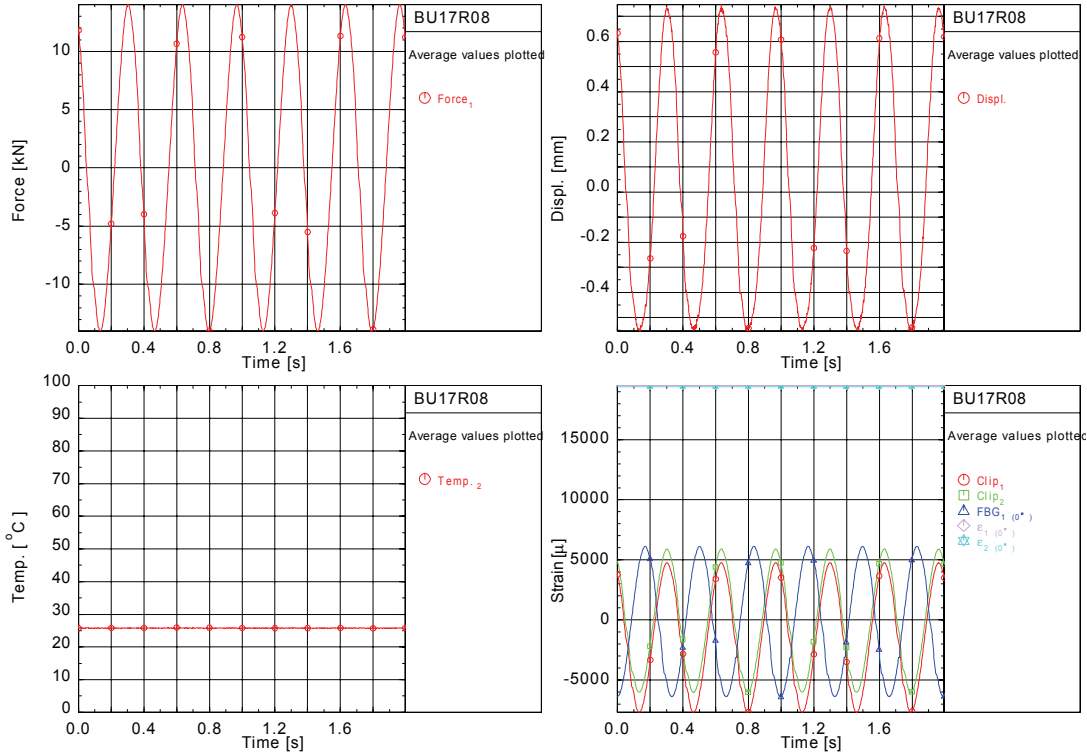 BU17R08
Average values plotted
Force1
Force [kN]
10
5
0
-5
-10
0.0 0.4 0.8 1.2 1.6
Time [s]
BU17R08
Average values plotted
Displ.
Displ. [mm]
0.6
0.4
0.2
0.0
-0.2
-0.4
0.0 0.4 0.8 1.2 1.6
Time [s]
BU17R08
Average values plotted
Temp.2
Temp. [°C]
100
90
80
70
60
50
40
30
20
10
0
0.0 0.4 0.8 1.2 1.6
Time [s]
BU17R08
Average values plotted
Clip1
Clip2
FBG1 (0°)
ε1 (0°)
ε2 (0°)
Strain[µ]
15000
10000
5000
0
-5000
0.0 0.4 0.8 1.2 1.6
Time [s]